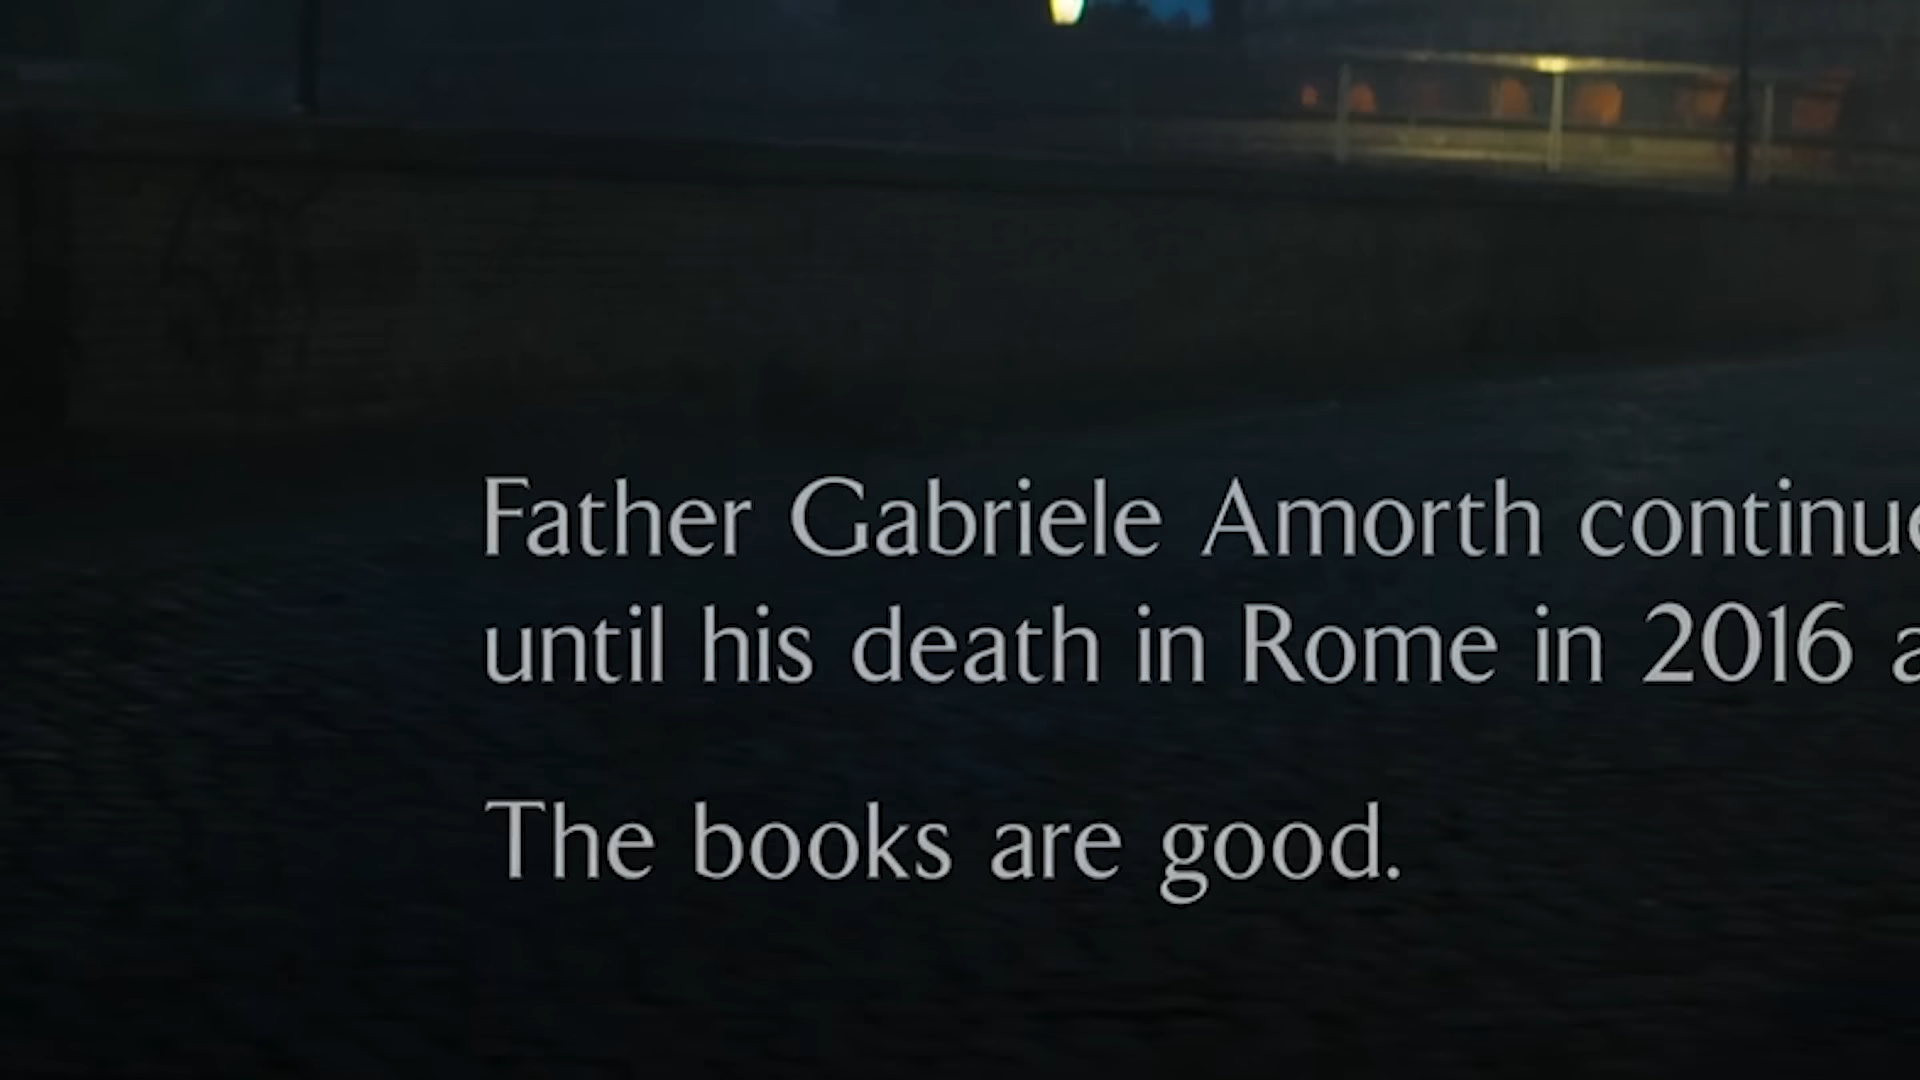 Father Gabriele Amorth continue
until his death in Rome in 2016 a
The books are good.